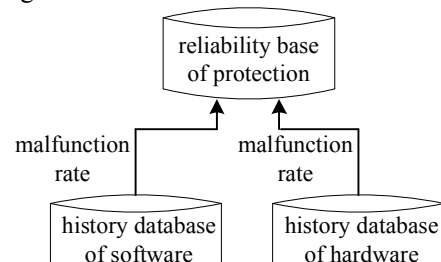 reliability base
of protection
malfunction
rate
malfunction
rate
history database
of software
history database
of hardware